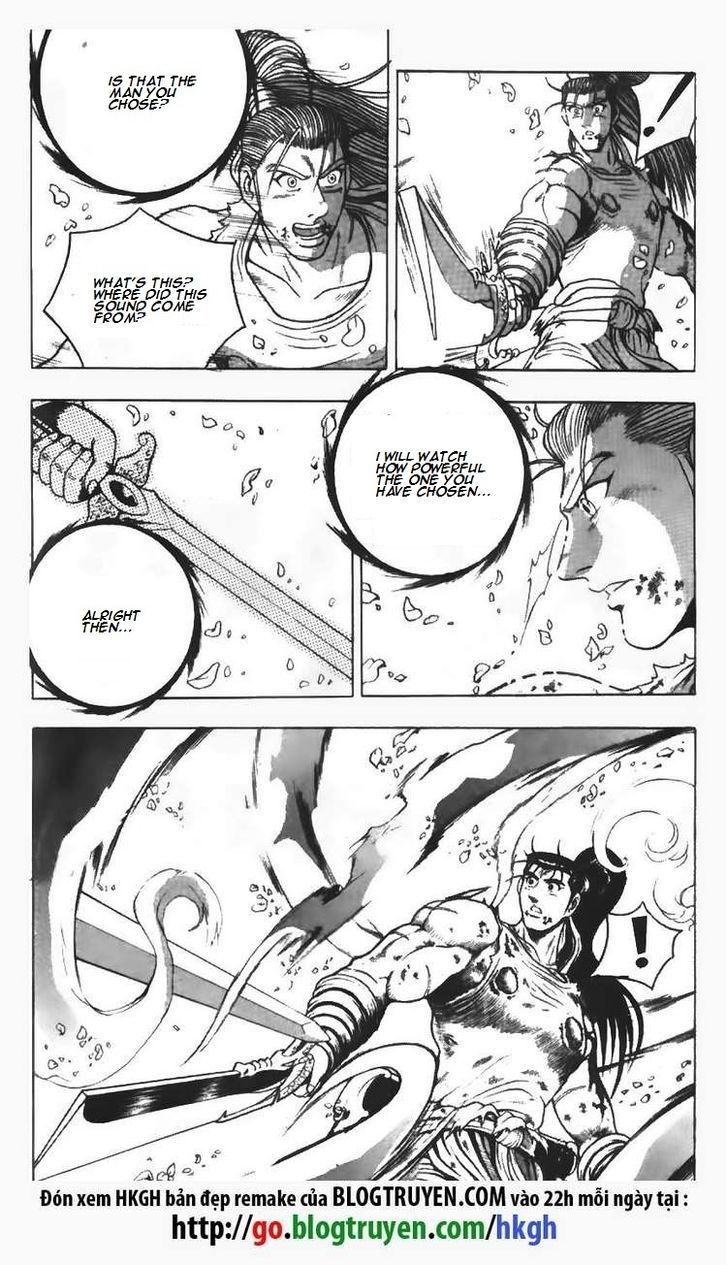 IS THAT THE
MAN YOU
CHOSE?
!
WHAT'S THIS?
WHERE DID THIS
SOUND COME
FROM?
I WILL WATCH
HOW POWERFUL
THE ONE YOU
HAVE CHOSEN...
ALRIGHT
THEN...
!
Đón xem HKGH bản đẹp remake của BLOGTRUYEN.COM vào 22h mỗi ngày tại :
http://go.blogtruyen.com/hkgh